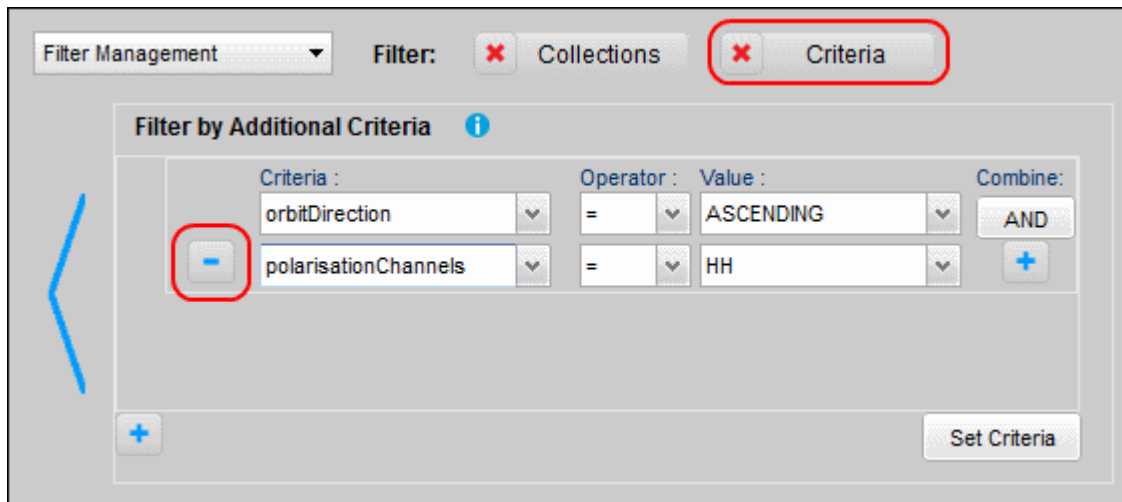 Filter Management Filter: Collections Criteria
Filter by Additional Criteria
Criteria : Operator : Value : Combine:
orbitDirection = ASCENDING AND
polarisationChannels = HH
Set Criteria